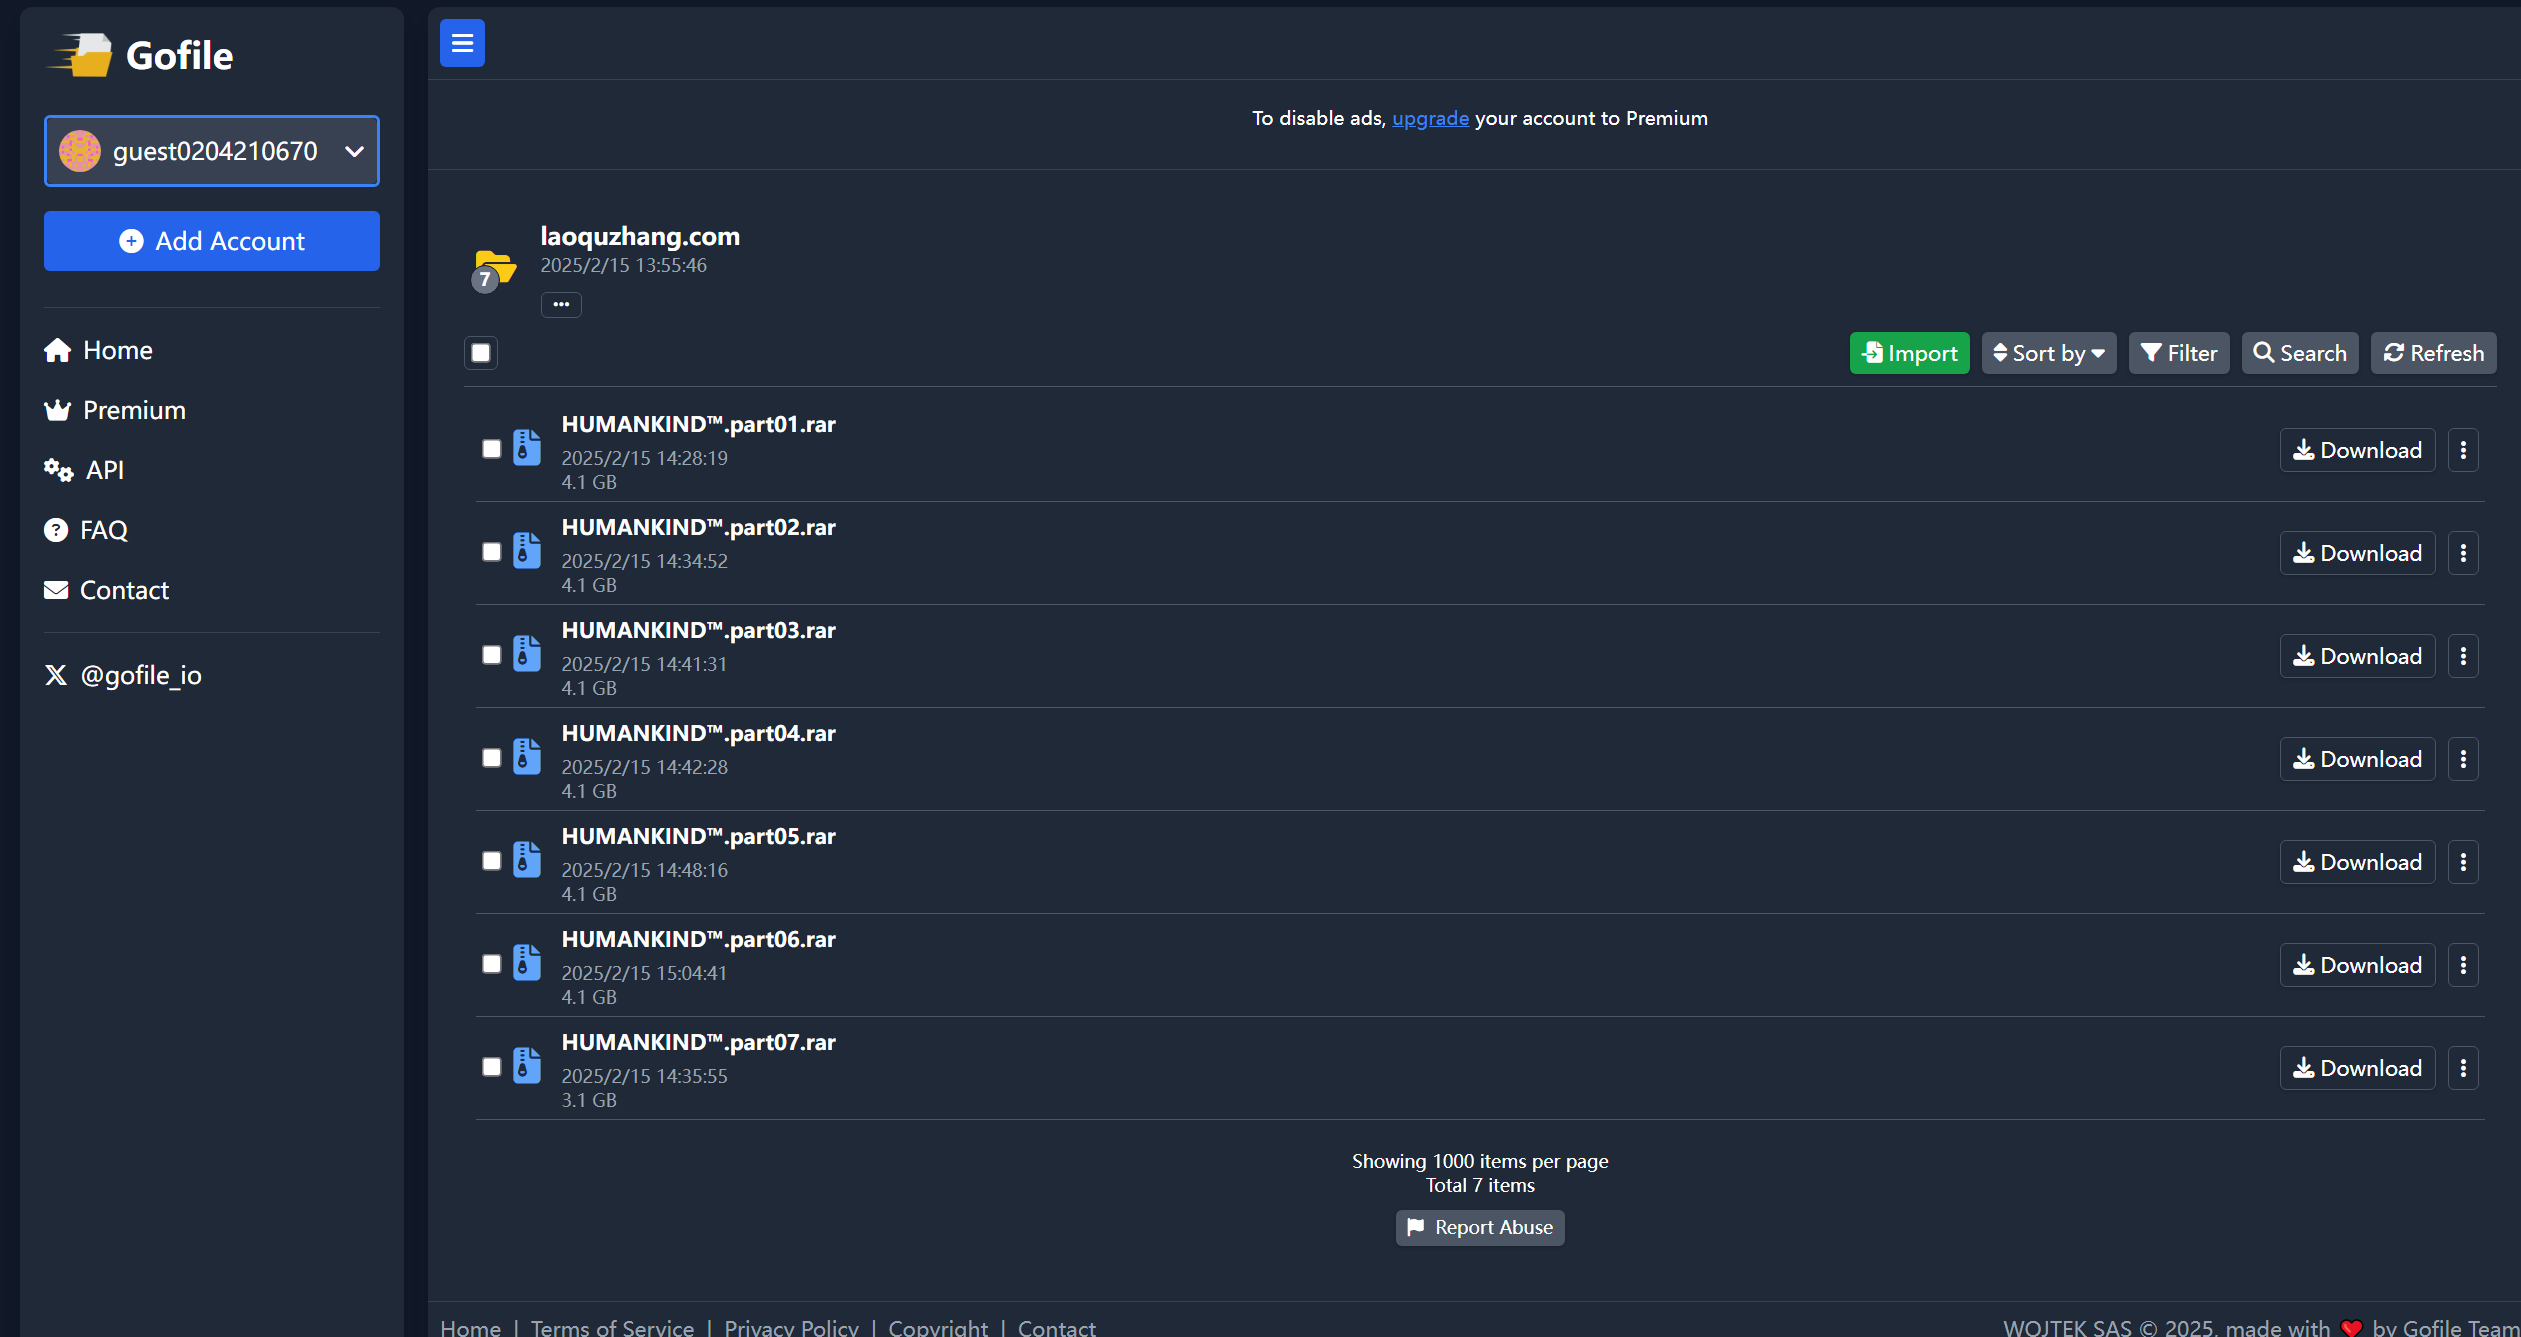 Gofile
guest0204210670
Add Account
Home
Premium
API
FAQ
Contact
@gofile_io
To disable ads, upgrade your account to Premium
laoquzhang.com
2025/2/15 13:55:46
7
Import Sort by Filter Search Refresh
HUMANKIND™.part01.rar
2025/2/15 14:28:19
4.1 GB
Download
HUMANKIND™.part02.rar
2025/2/15 14:34:52
4.1 GB
Download
HUMANKIND™.part03.rar
2025/2/15 14:41:31
4.1 GB
Download
HUMANKIND™.part04.rar
2025/2/15 14:42:28
4.1 GB
Download
HUMANKIND™.part05.rar
2025/2/15 14:48:16
4.1 GB
Download
HUMANKIND™.part06.rar
2025/2/15 15:04:41
4.1 GB
Download
HUMANKIND™.part07.rar
2025/2/15 14:35:55
3.1 GB
Download
Showing 1000 items per page
Total 7 items
Report Abuse
Home | Terms of Service | Privacy Policy | Copyright | Contact
WOJTEK SAS © 2025, made with ❤️ by Gofile Team